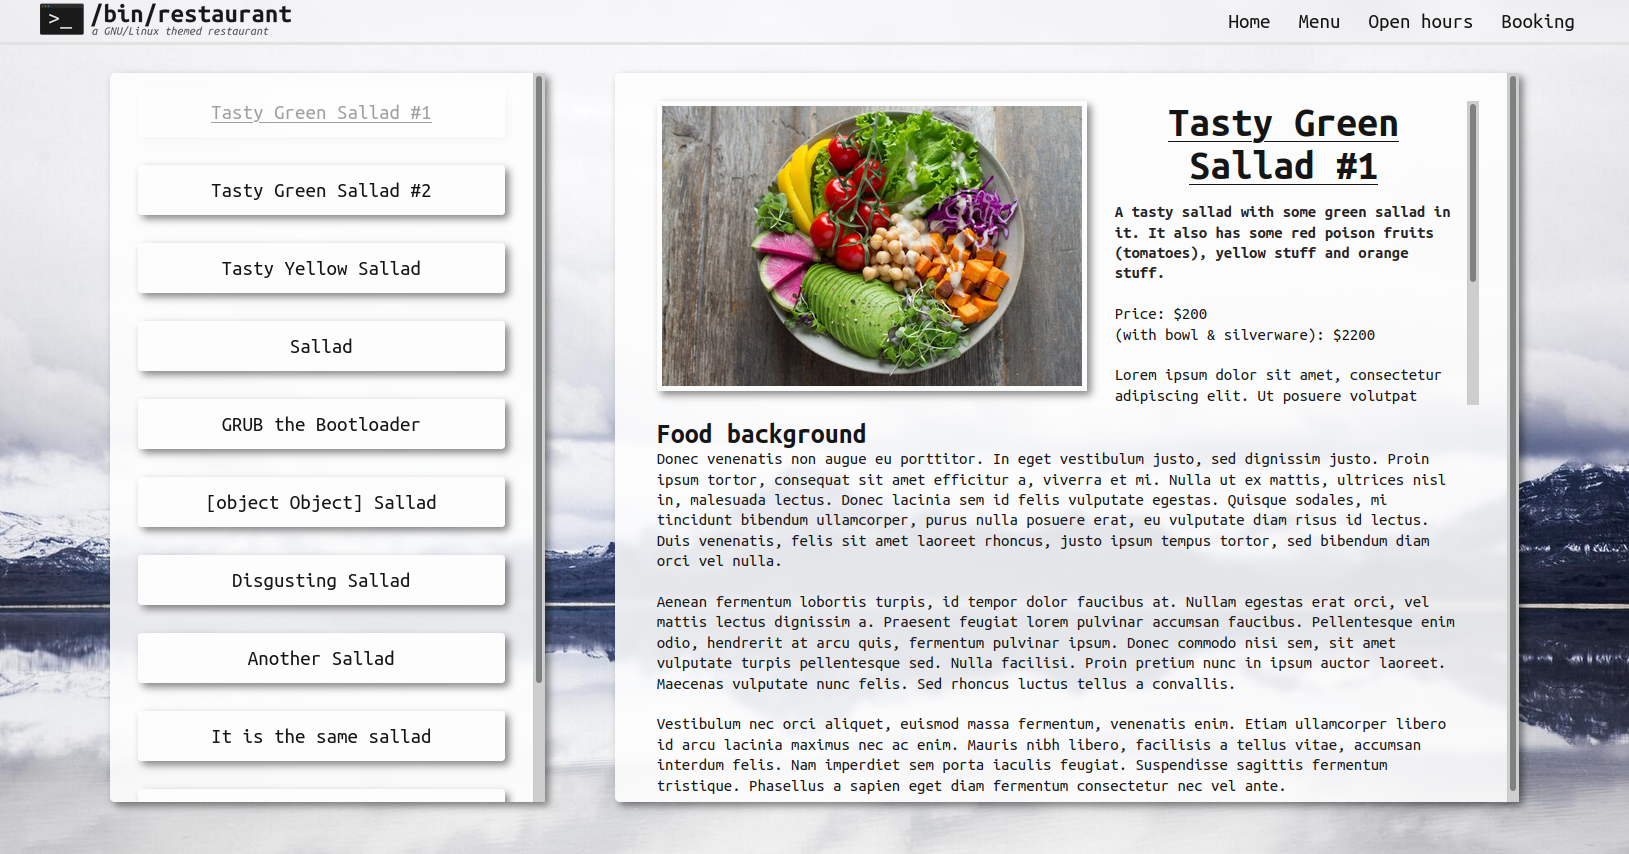 >_ /bin/restaurant
a GNU/Linux themed restaurant
Home Menu Open hours Booking
Tasty Green Sallad #1
Tasty Green Sallad #2
Tasty Yellow Sallad
Sallad
GRUB the Bootloader
[object Object] Sallad
Disgusting Sallad
Another Sallad
It is the same sallad
Tasty Green
Sallad #1
A tasty sallad with some green sallad in
it. It also has some red poison fruits
(tomatoes), yellow stuff and orange
stuff.
Price: $200
(with bowl & silverware): $2200
Lorem ipsum dolor sit amet, consectetur
adipiscing elit. Ut posuere volutpat
Food background
Donec venenatis non augue eu porttitor. In eget vestibulum justo, sed dignissim justo. Proin
ipsum tortor, consequat sit amet efficitur a, viverra et mi. Nulla ut ex mattis, ultrices nisl
in, malesuada lectus. Donec lacinia sem id felis vulputate egestas. Quisque sodales, mi
tincidunt bibendum ullamcorper, purus nulla posuere erat, eu vulputate diam risus id lectus.
Duis venenatis, felis sit amet laoreet rhoncus, justo ipsum tempus tortor, sed bibendum diam
orci vel nulla.
Aenean fermentum lobortis turpis, id tempor dolor faucibus at. Nullam egestas erat orci, vel
mattis lectus dignissim a. Praesent feugiat lorem pulvinar accumsan faucibus. Pellentesque enim
odio, hendrerit at arcu quis, fermentum pulvinar ipsum. Donec commodo nisi sem, sit amet
vulputate turpis pellentesque sed. Nulla facilisi. Proin pretium nunc in ipsum auctor laoreet.
Maecenas vulputate nunc felis. Sed rhoncus luctus tellus a convallis.
Vestibulum nec orci aliquet, euismod massa fermentum, venenatis enim. Etiam ullamcorper libero
id arcu lacinia maximus nec ac enim. Mauris nibh libero, facilisis a tellus vitae, accumsan
interdum felis. Nam imperdiet sem porta iaculis feugiat. Suspendisse sagittis fermentum
tristique. Phasellus a sapien eget diam fermentum consectetur nec vel ante.